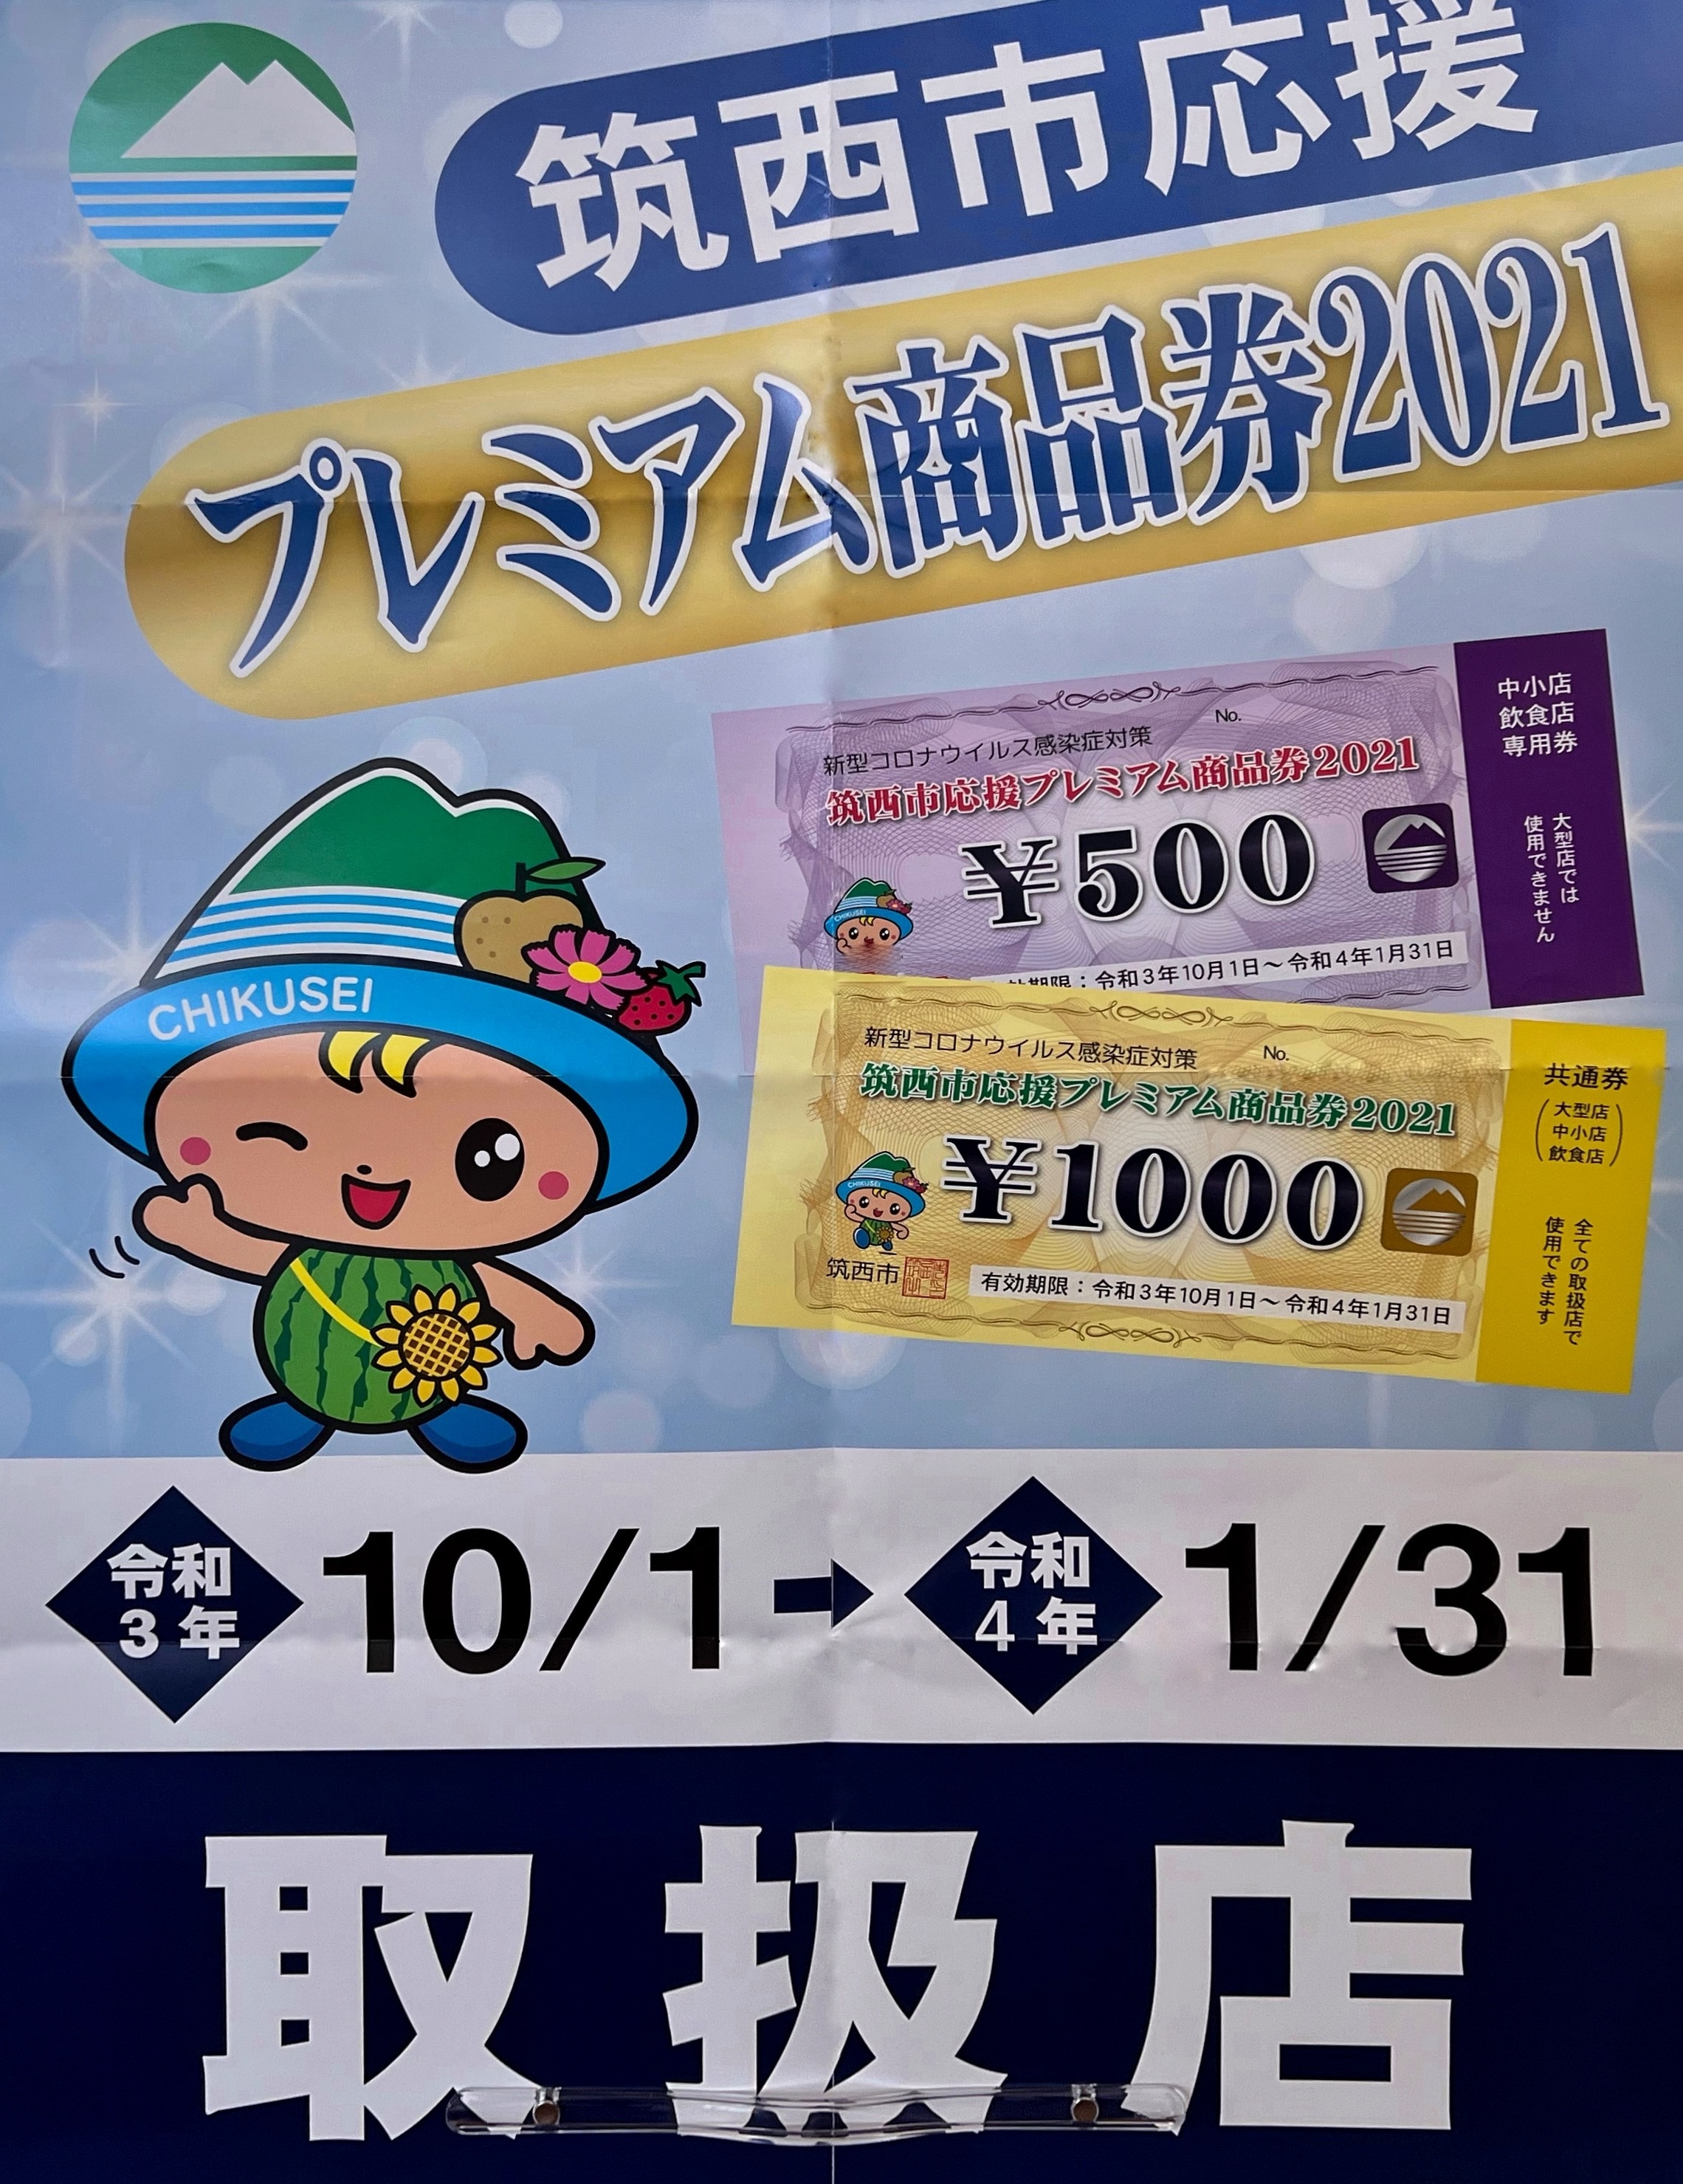 筑西市応援
プレミアム商品券2021
No.
新型コロナウイルス感染症対策
筑西市応援プレミアム商品券2021
¥500
CHIKUSEI
効期限：令和3年10月1日～令和4年1月31日
中小店
飲食店
専用券
大型店では
使用できません
CHIKUSEI
新型コロナウイルス感染症対策
No.
筑西市応援プレミアム商品券2021
¥1000
CHIKUSEI
筑西市
有効期限：令和3年10月1日～令和4年1月31日
共通券
（大型店
中小店
飲食店）
全ての取扱店で
使用できます
令和
3年
10/1→
令和
4年
1/31
取扱店